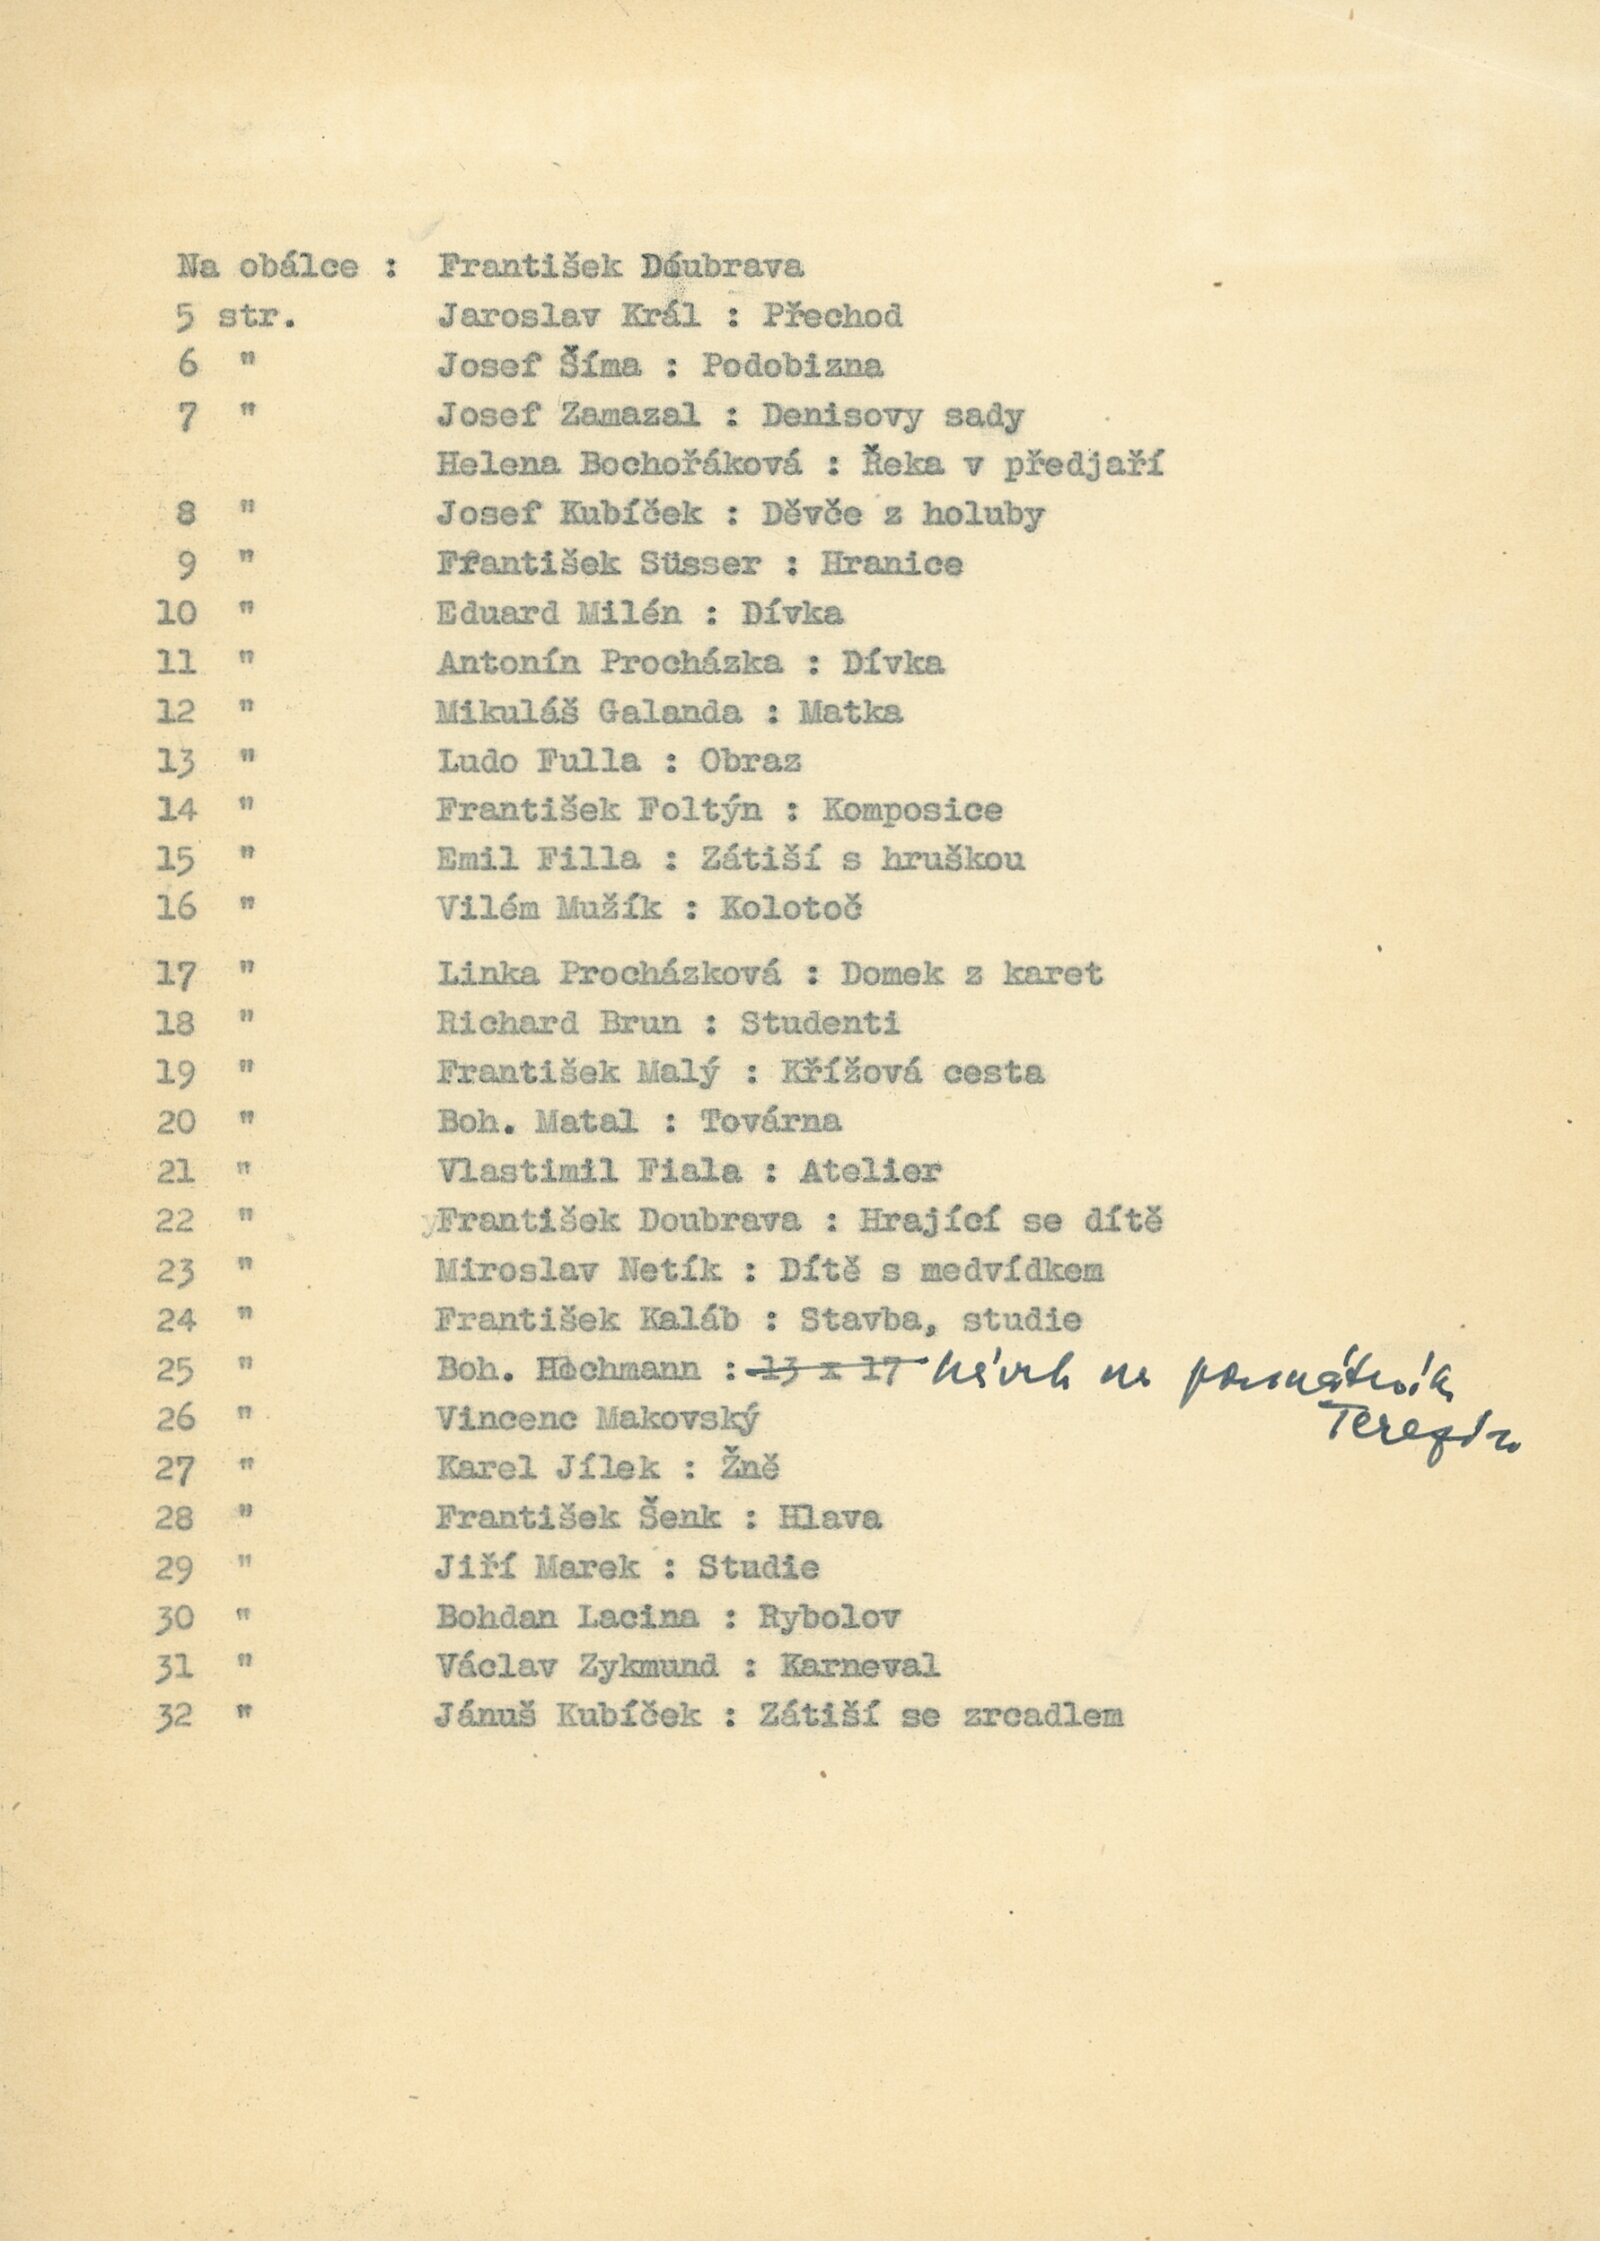 Na obálce : František Doubrava
5 str. Jaroslav Král : Přechod
6 " Josef Šíma : Podobizna
7 " Josef Zamazal : Denisovy sady
Helena Bochořáková : Řeka v předjaří
8 " Josef Kubíček : Děvče z holuby
9 " František Süsser : Hranice
10 " Eduard Milén : Dívka
11 " Antonín Procházka : Dívka
12 " Mikuláš Galanda : Matka
13 " Ludo Fulla : Obraz
14 " František Foltýn : Komposice
15 " Emil Filla : Zátiší s hruškou
16 " Vilém Mužík : Kolotoč
17 " Linka Procházková : Domek z karet
18 " Richard Brun : Studenti
19 " František Malý : Křížová cesta
20 " Boh. Matal : Továrna
21 " Vlastimil Fiala : Atelier
22 " František Doubrava : Hrající se dítě
23 " Miroslav Netík : Dítě s medvídkem
24 " František Kaláb : Stavba, studie
25 " Boh. Hochmann : 13 x 17 návrh na pomátník
Terezín
26 " Vincenc Makovský
27 " Karel Jílek : Žně
28 " František Šenk : Hlava
29 " Jiří Marek : Studie
30 " Bohdan Lacina : Rybolov
31 " Václav Zykmund : Karneval
32 " Jánuš Kubíček : Zátiší se zrcadlem